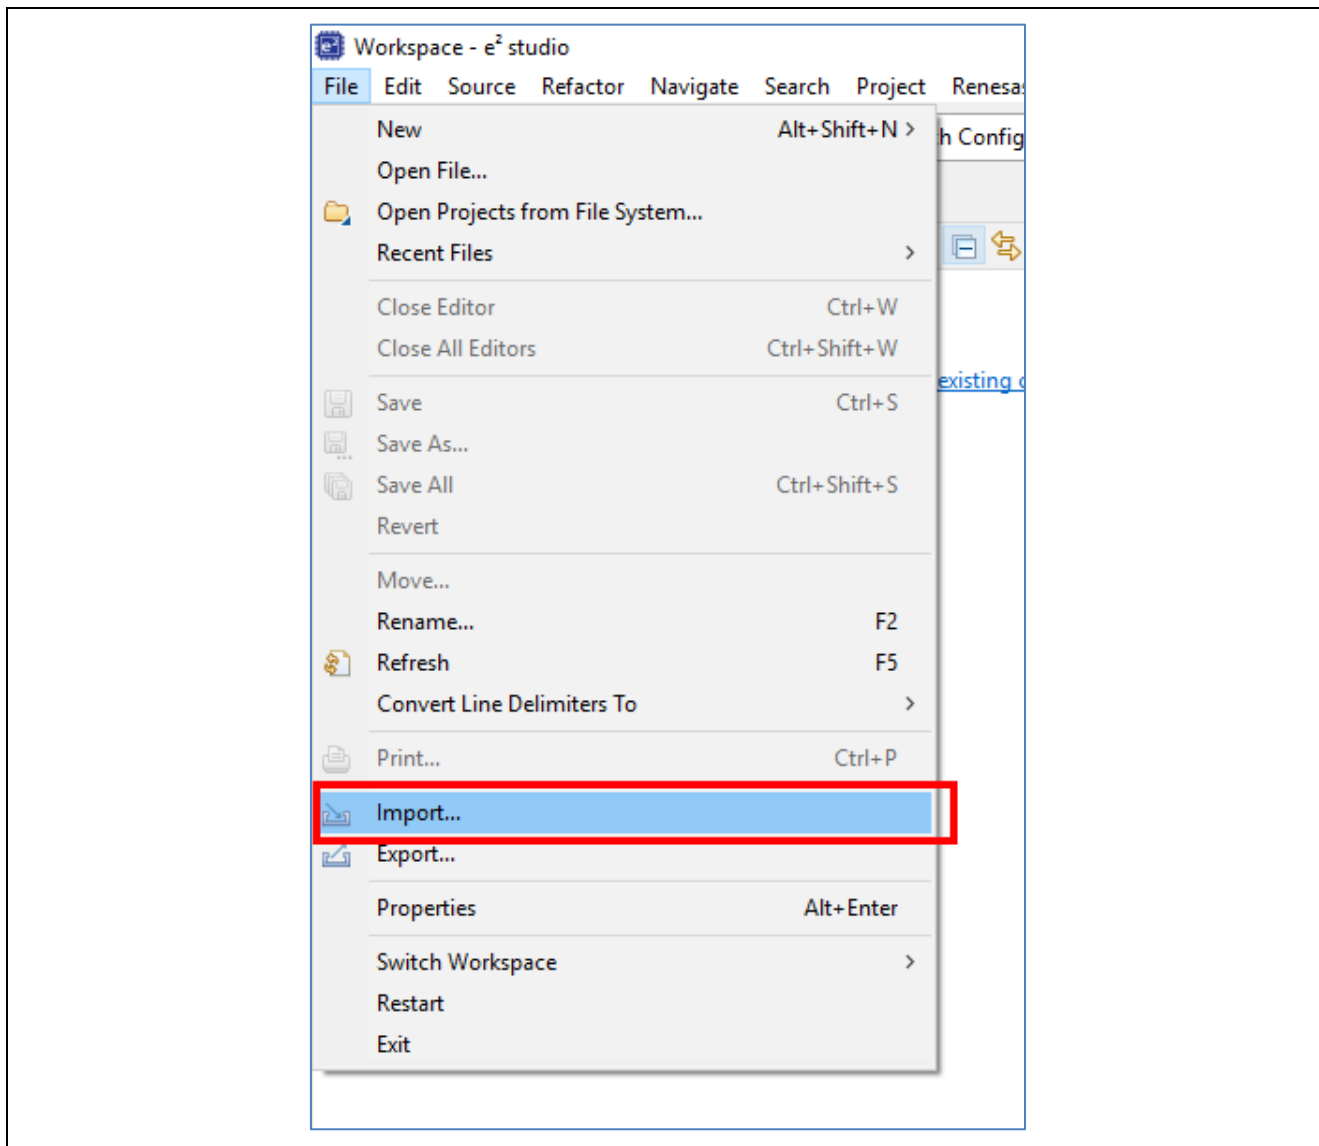 Workspace - e² studio
File Edit Source Refactor Navigate Search Project
New Alt+Shift+N >
h Config
Open File...
Open Projects from File System...
Recent Files >
Close Editor Ctrl+W
Close All Editors Ctrl+Shift+W
existing
Save Ctrl+S
Save As...
Save All Ctrl+Shift+S
Revert
Move...
Rename... F2
Refresh F5
Convert Line Delimiters To >
Print... Ctrl+P
Import...
Export...
Properties Alt+Enter
Switch Workspace >
Restart
Exit